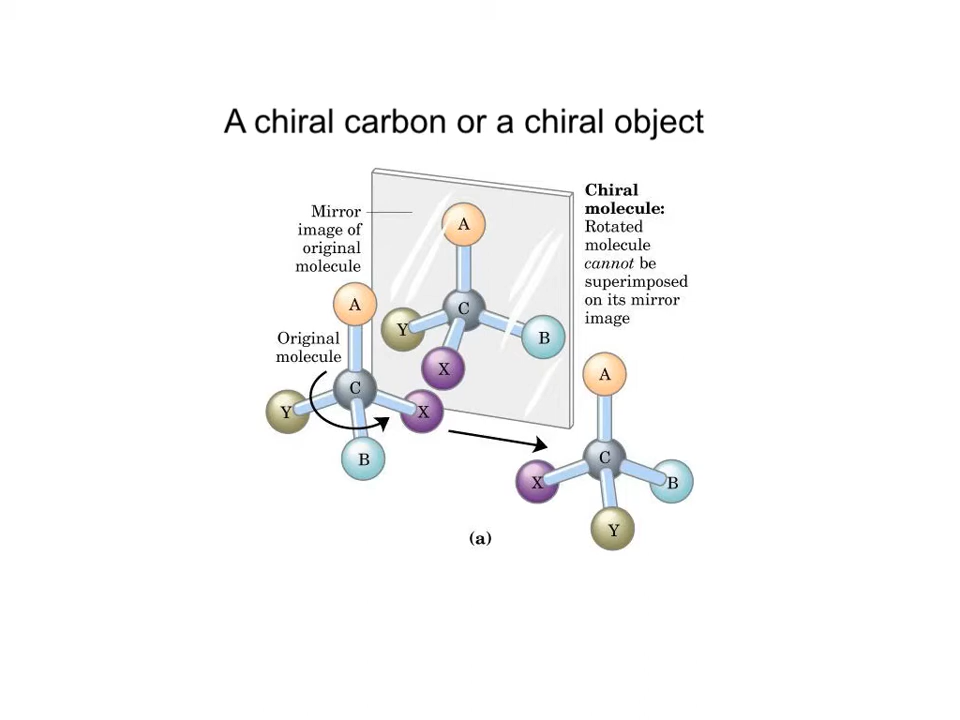 A chiral carbon or a chiral object
Mirror
image of
original
molecule
Chiral
molecule:
Rotated
molecule
cannot be
superimposed
on its mirror
image
A
C
Y
B
X
Original
molecule
A
C
Y
X
B
A
C
X
B
Y
(a)